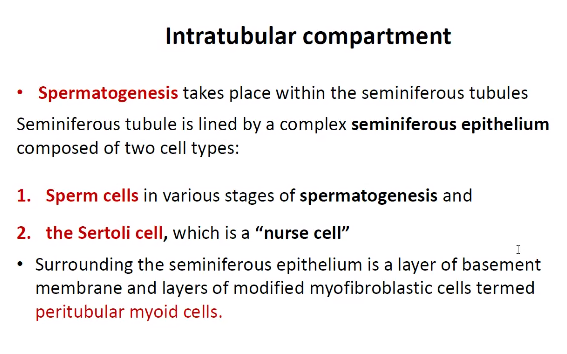 Intratubular compartment
• Spermatogenesis takes place within the seminiferous tubules
Seminiferous tubule is lined by a complex seminiferous epithelium
composed of two cell types:
1. Sperm cells in various stages of spermatogenesis and
2. the Sertoli cell, which is a “nurse cell”
• Surrounding the seminiferous epithelium is a layer of basement
membrane and layers of modified myofibroblastic cells termed
peritubular myoid cells.